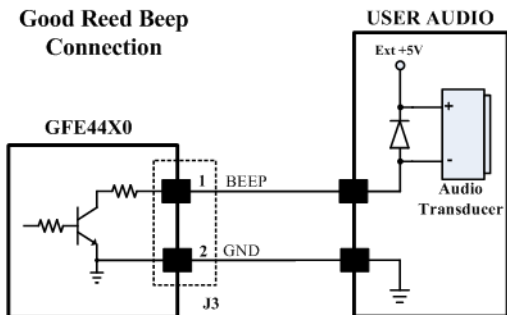 Good Reed Beep
Connection
USER AUDIO
Ext +5V
GFE44X0
+
-
1 BEEP
Audio
Transducer
2 GND
J3